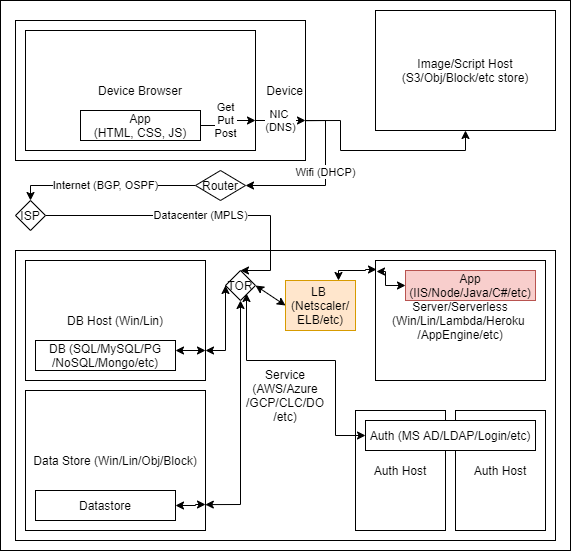 Image/Script Host
(S3/Obj/Block/etc store)
Device Browser
Device
App
(HTML, CSS, JS)
Get
Put
Post
NIC
(DNS)
Wifi (DHCP)
Internet (BGP, OSPF)
Router
ISP
Datacenter (MPLS)
TOR
LB
(Netscaler/
ELB/etc)
App
(IIS/Node/Java/C#/etc)
Server/Serverless
(Win/Lin/Lambda/Heroku
/AppEngine/etc)
DB Host (Win/Lin)
DB (SQL/MySQL/PG
/NoSQL/Mongo/etc)
Service
(AWS/Azure
/GCP/CLC/DO
/etc)
Auth (MS AD/LDAP/Login/etc)
Auth Host
Auth Host
Data Store (Win/Lin/Obj/Block)
Datastore